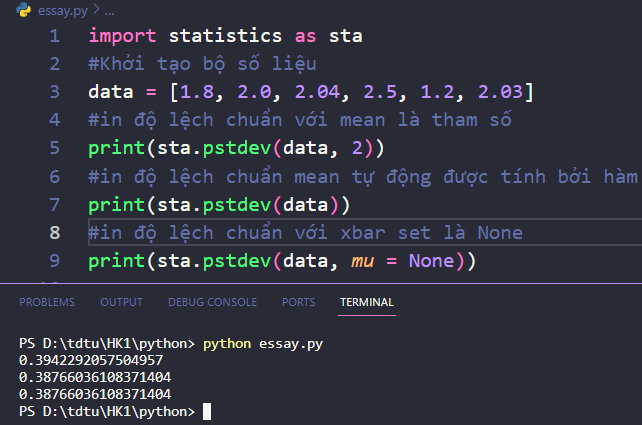 essay.py > ...
1 import statistics as sta
2 #Khởi tạo bộ số liệu
3 data = [1.8, 2.0, 2.04, 2.5, 1.2, 2.03]
4 #in độ lệch chuẩn với mean là tham số
5 print(sta.pstdev(data, 2))
6 #in độ lệch chuẩn mean tự động được tính bởi hàm
7 print(sta.pstdev(data))
8 #in độ lệch chuẩn với xbar set là None
9 print(sta.pstdev(data, mu = None))
PROBLEMS OUTPUT DEBUG CONSOLE PORTS TERMINAL
PS D:\tdtu\HK1\python> python essay.py
0.3942292057504957
0.38766036108371404
0.38766036108371404
PS D:\tdtu\HK1\python>